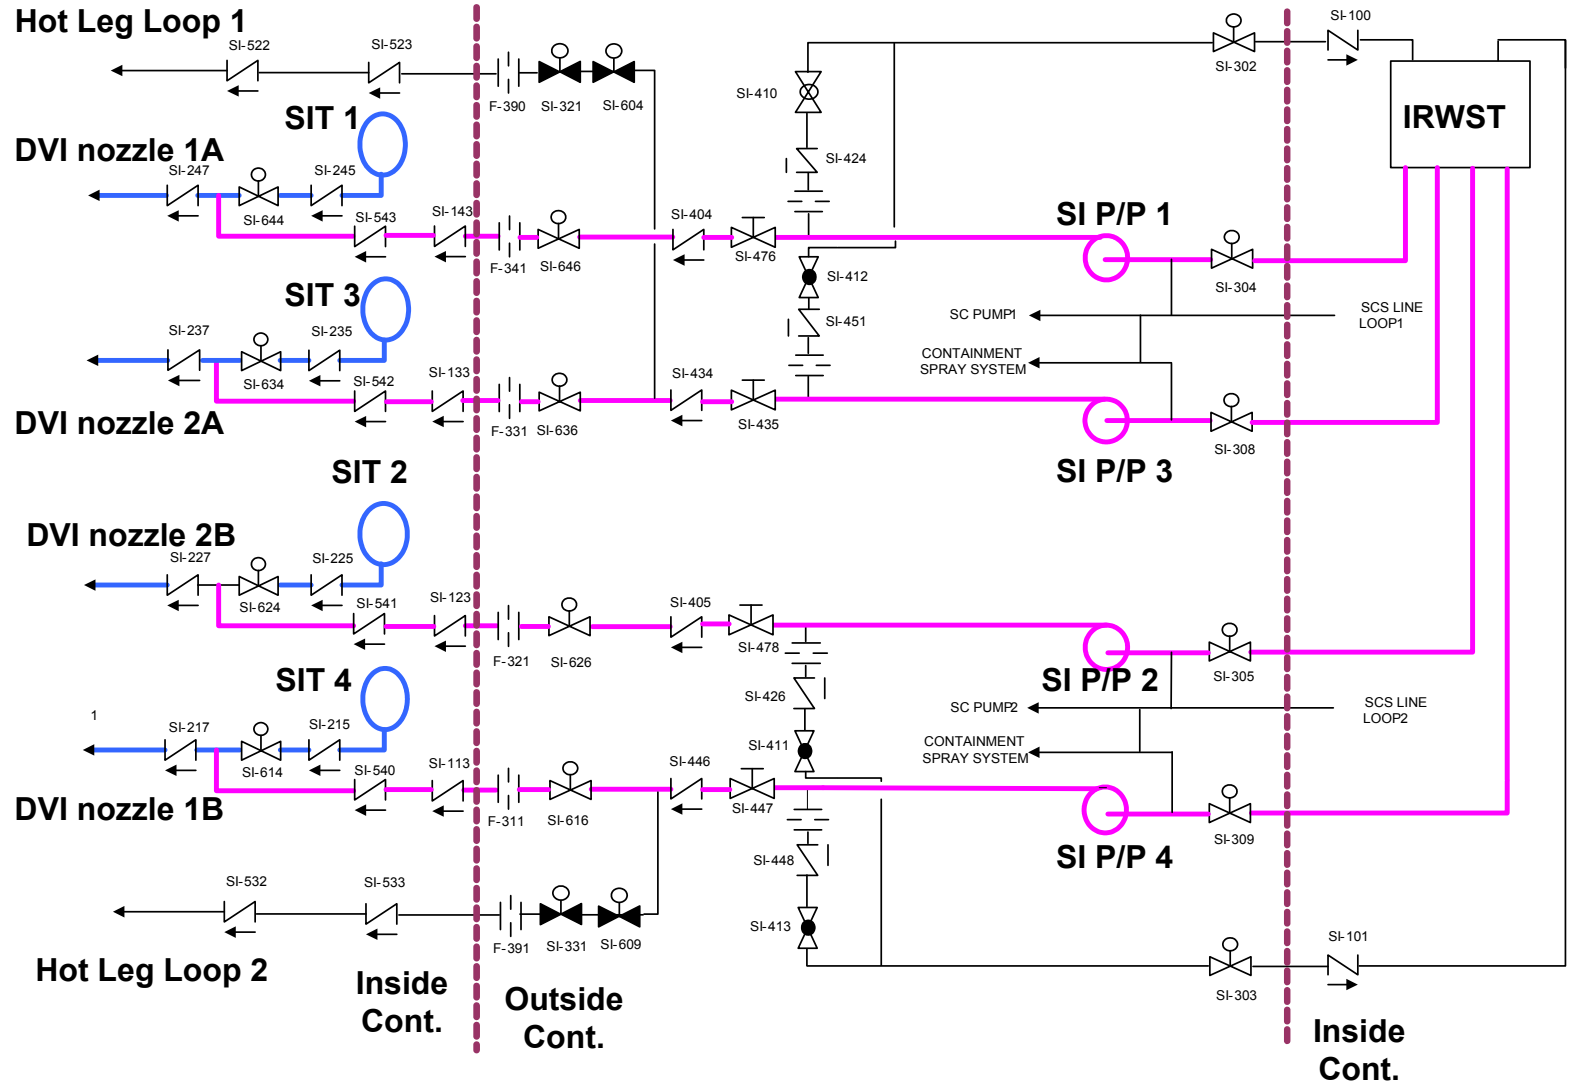 Hot Leg Loop 1
SI-522
SI-523
F-390
SI-321
SI-604
SI-410
SI-424
SI-302
SI-100
IRWST
SIT 1
DVI nozzle 1A
SI-247
SI-245
SI-644
SI-543
SI-143
F-341
SI-646
SI-404
SI-476
SI P/P 1
SI-304
SI-412
SI-451
SC PUMP1
SCS LINE
LOOP1
CONTAINMENT
SPRAY SYSTEM
SIT 3
SI-237
SI-235
SI-634
SI-542
SI-133
F-331
SI-636
SI-434
SI-435
SI P/P 3
SI-308
DVI nozzle 2A
SIT 2
DVI nozzle 2B
SI-227
SI-225
SI-624
SI-541
SI-123
F-321
SI-626
SI-405
SI-478
SI P/P 2
SI-305
SI-426
SI-411
SC PUMP2
SCS LINE
LOOP2
CONTAINMENT
SPRAY SYSTEM
SIT 4
1
SI-217
SI-215
SI-614
SI-540
SI-113
F-311
SI-616
SI-446
SI-447
SI P/P 4
SI-309
DVI nozzle 1B
SI-448
SI-413
SI-532
SI-533
F-391
SI-331
SI-609
SI-303
SI-101
Hot Leg Loop 2
Inside
Cont.
Outside
Cont.
Inside
Cont.